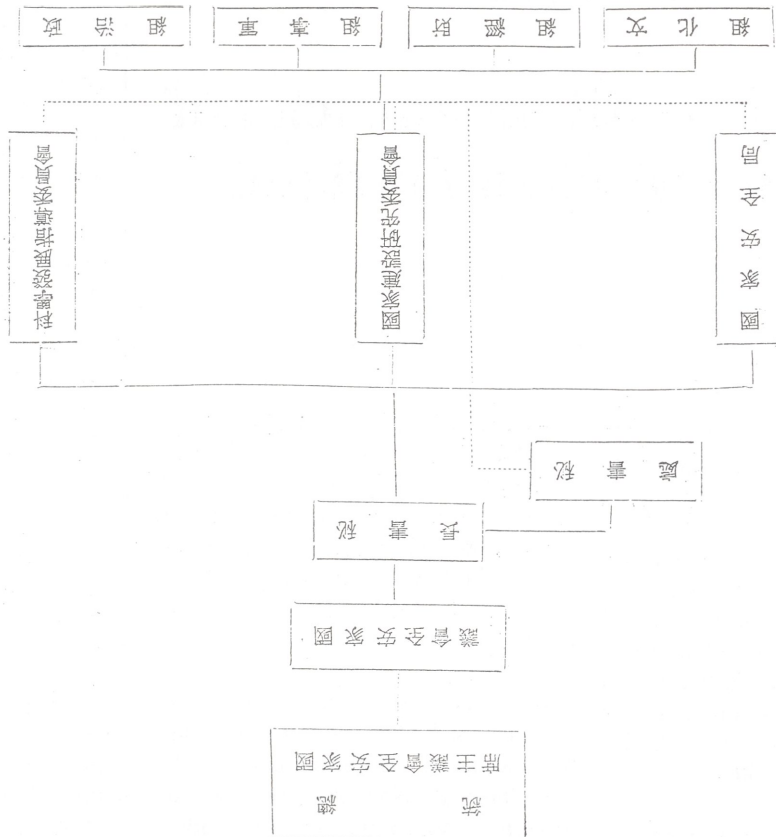 總統
國家安全會議主席
國家安全會議
秘書長
秘書處
科學發展指導委員會
國家建設研究委員會
國家安全局
政治組
軍事組
財經組
文化組